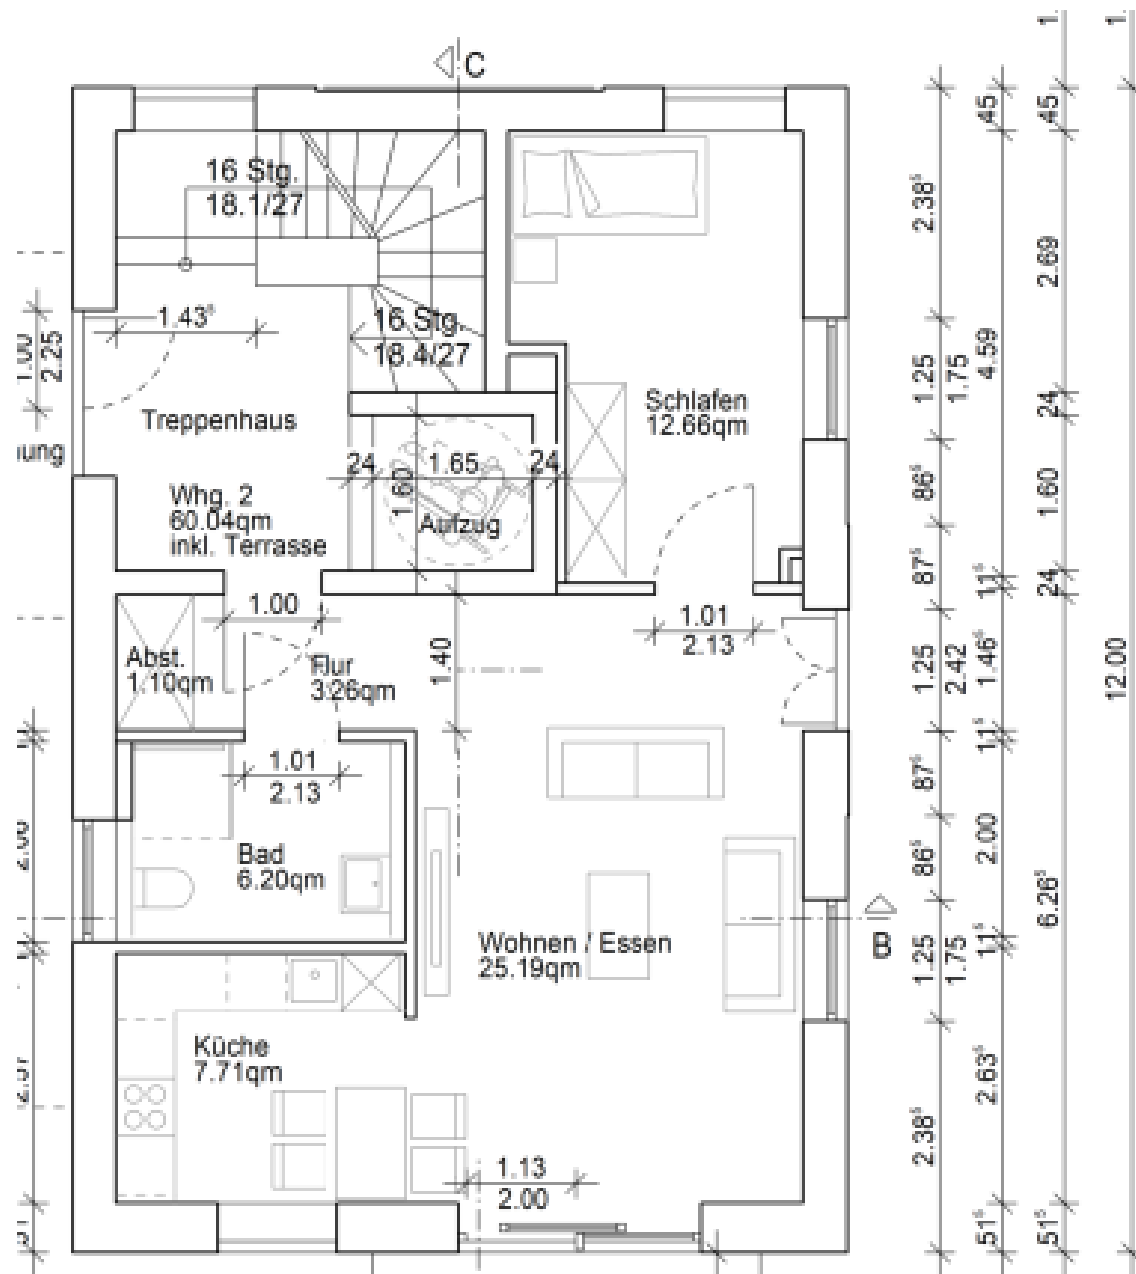 C
16 Stg.
18.1/27
1.43⁵
16 Stg.
18.4/27
1.00
2.25
Treppenhaus
Schlafen
12.66qm
24
1.65
24
1.60
Aufzug
Whg. 2
60.04qm
inkl. Terrasse
1.00
1.01
2.13
1.40
Abst.
1.10qm
Flur
3.26qm
1.01
2.13
Bad
6.20qm
Wohnen / Essen
25.19qm
B
Küche
7.71qm
1.13
2.00
2.38⁵
1.25
1.75
86⁵
87⁵
1.25
2.42
87⁵
86⁵
1.25
1.75
2.38⁵
45
4.59
11⁵
1.46⁵
11⁵
2.00
11⁵
2.63⁵
51⁵
45
2.69
24
1.60
24
6.26⁵
51⁵
12.00